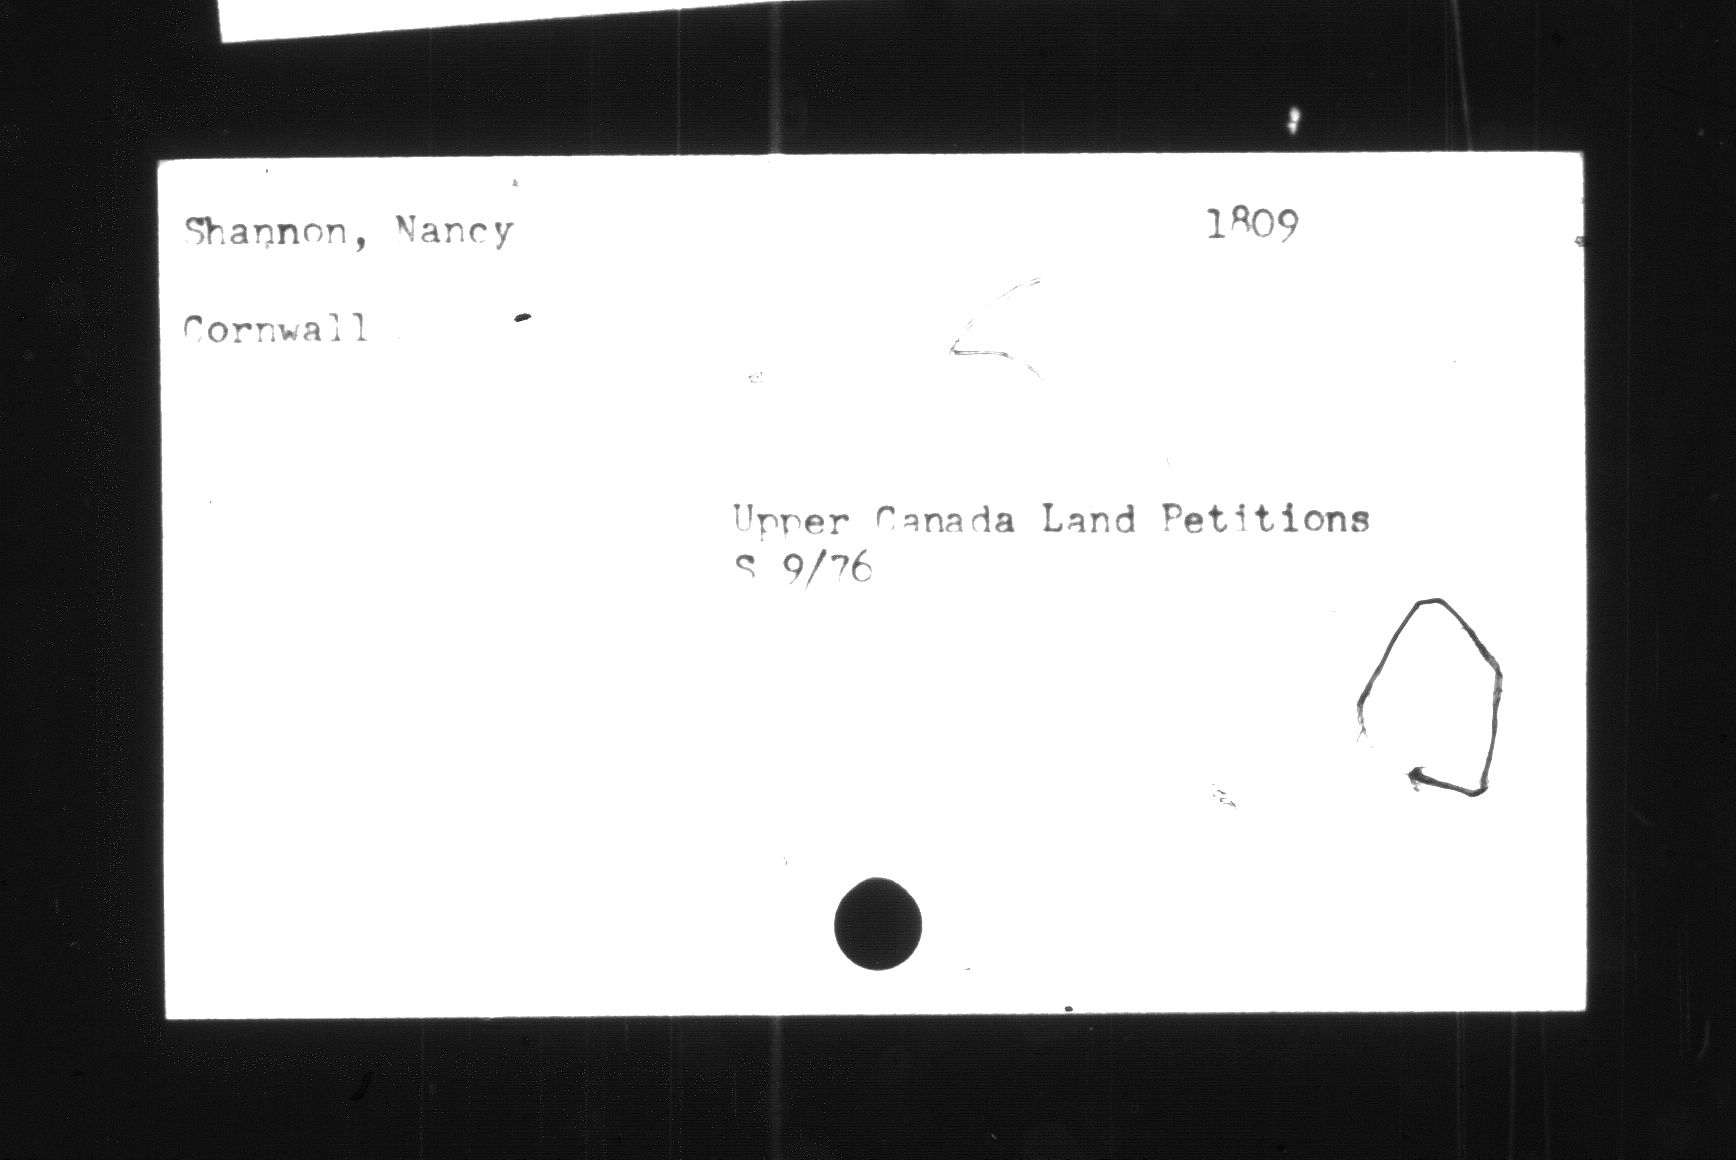 Shannon, Nancy 1809
Cornwall
Upper Canada Land Petitions
S 9/76